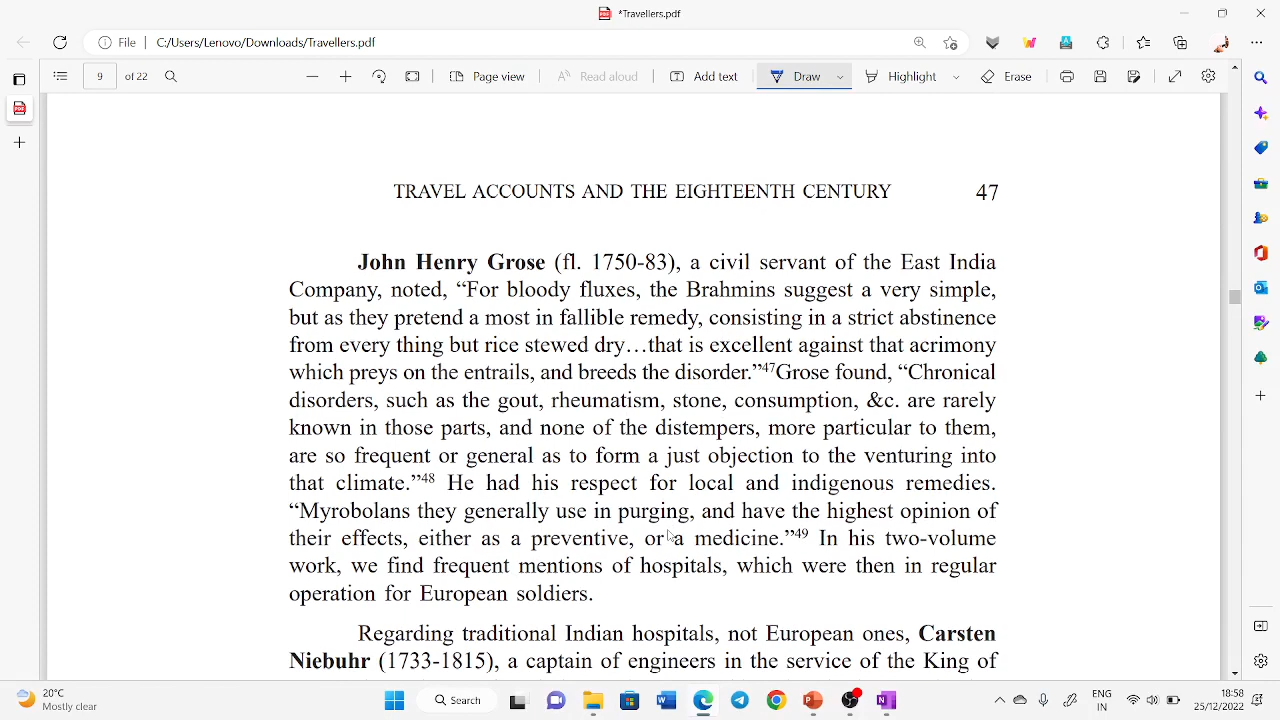 *Travellers.pdf
File C:/Users/Lenovo/Downloads/Travellers.pdf
9 of 22 Page view Read aloud Add text Draw Highlight Erase
TRAVEL ACCOUNTS AND THE EIGHTEENTH CENTURY 47
John Henry Grose (fl. 1750-83), a civil servant of the East India
Company, noted, “For bloody fluxes, the Brahmins suggest a very simple,
but as they pretend a most in fallible remedy, consisting in a strict abstinence
from every thing but rice stewed dry…that is excellent against that acrimony
which preys on the entrails, and breeds the disorder.”47Grose found, “Chronical
disorders, such as the gout, rheumatism, stone, consumption, &c. are rarely
known in those parts, and none of the distempers, more particular to them,
are so frequent or general as to form a just objection to the venturing into
that climate.”48 He had his respect for local and indigenous remedies.
“Myrobolans they generally use in purging, and have the highest opinion of
their effects, either as a preventive, or a medicine.”49 In his two-volume
work, we find frequent mentions of hospitals, which were then in regular
operation for European soldiers.
Regarding traditional Indian hospitals, not European ones, Carsten
Niebuhr (1733-1815), a captain of engineers in the service of the King of
20°C
Mostly clear
Search
ENG
IN
18:58
25/12/2022